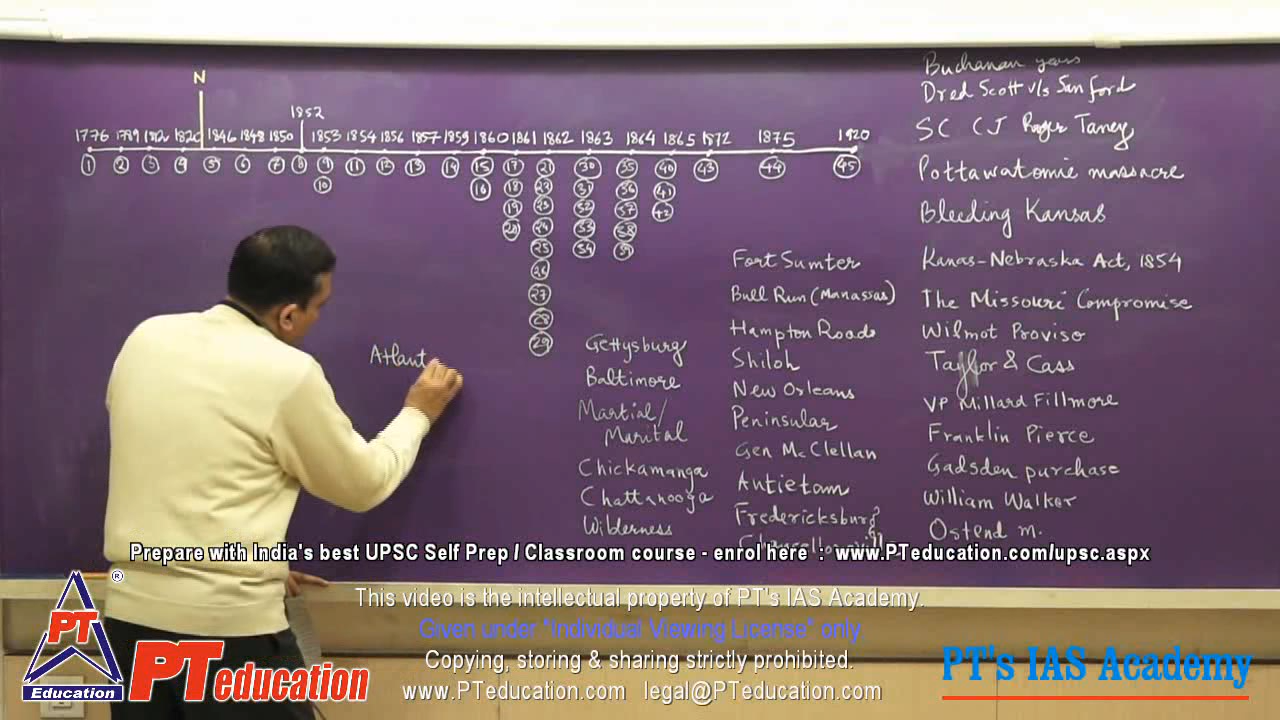 N
1852
1776 1789 1820 1846 1848 1850 1853 1854 1856 1857 1859 1860 1861 1862 1863 1864 1865 1872 1875 1920
1 2 3 4 5 6 7 8 9 11 12 13 14 15 17 21 30 35 40 43 44 45
10 16 18 22 31 36 41
19 23 32 37 42
20 24 33 38
25 34 39
26
27
28
29
Atlant
Gettysburg
Baltimore
Martial/
Marital
Chickamanga
Chattanooga
Wilderness
Fort Sumter
Bull Run (Manassas)
Hampton Roads
Shiloh
New Orleans
Peninsular
Gen McClellan
Antietam
Fredericksburg
Buchanan years
Dred Scott v/s Sanford
SC CJ Roger Taney
Pottawatomie massacre
Bleeding Kansas
Kanas-Nebraska Act, 1854
The Missouri Compromise
Wilmot Proviso
Taylor & Cass
VP Millard Fillmore
Franklin Pierce
Gadsden purchase
William Walker
Ostend m.
Prepare with India's best UPSC Self Prep / Classroom course - enrol here : www.PTeducation.com/upsc.aspx
This video is the intellectual property of PT's IAS Academy.
Given under "Individual Viewing License" only
Copying, storing & sharing strictly prohibited.
www.PTeducation.com legal@PTeducation.com
PT
Education
®
PT education
PT's IAS Academy